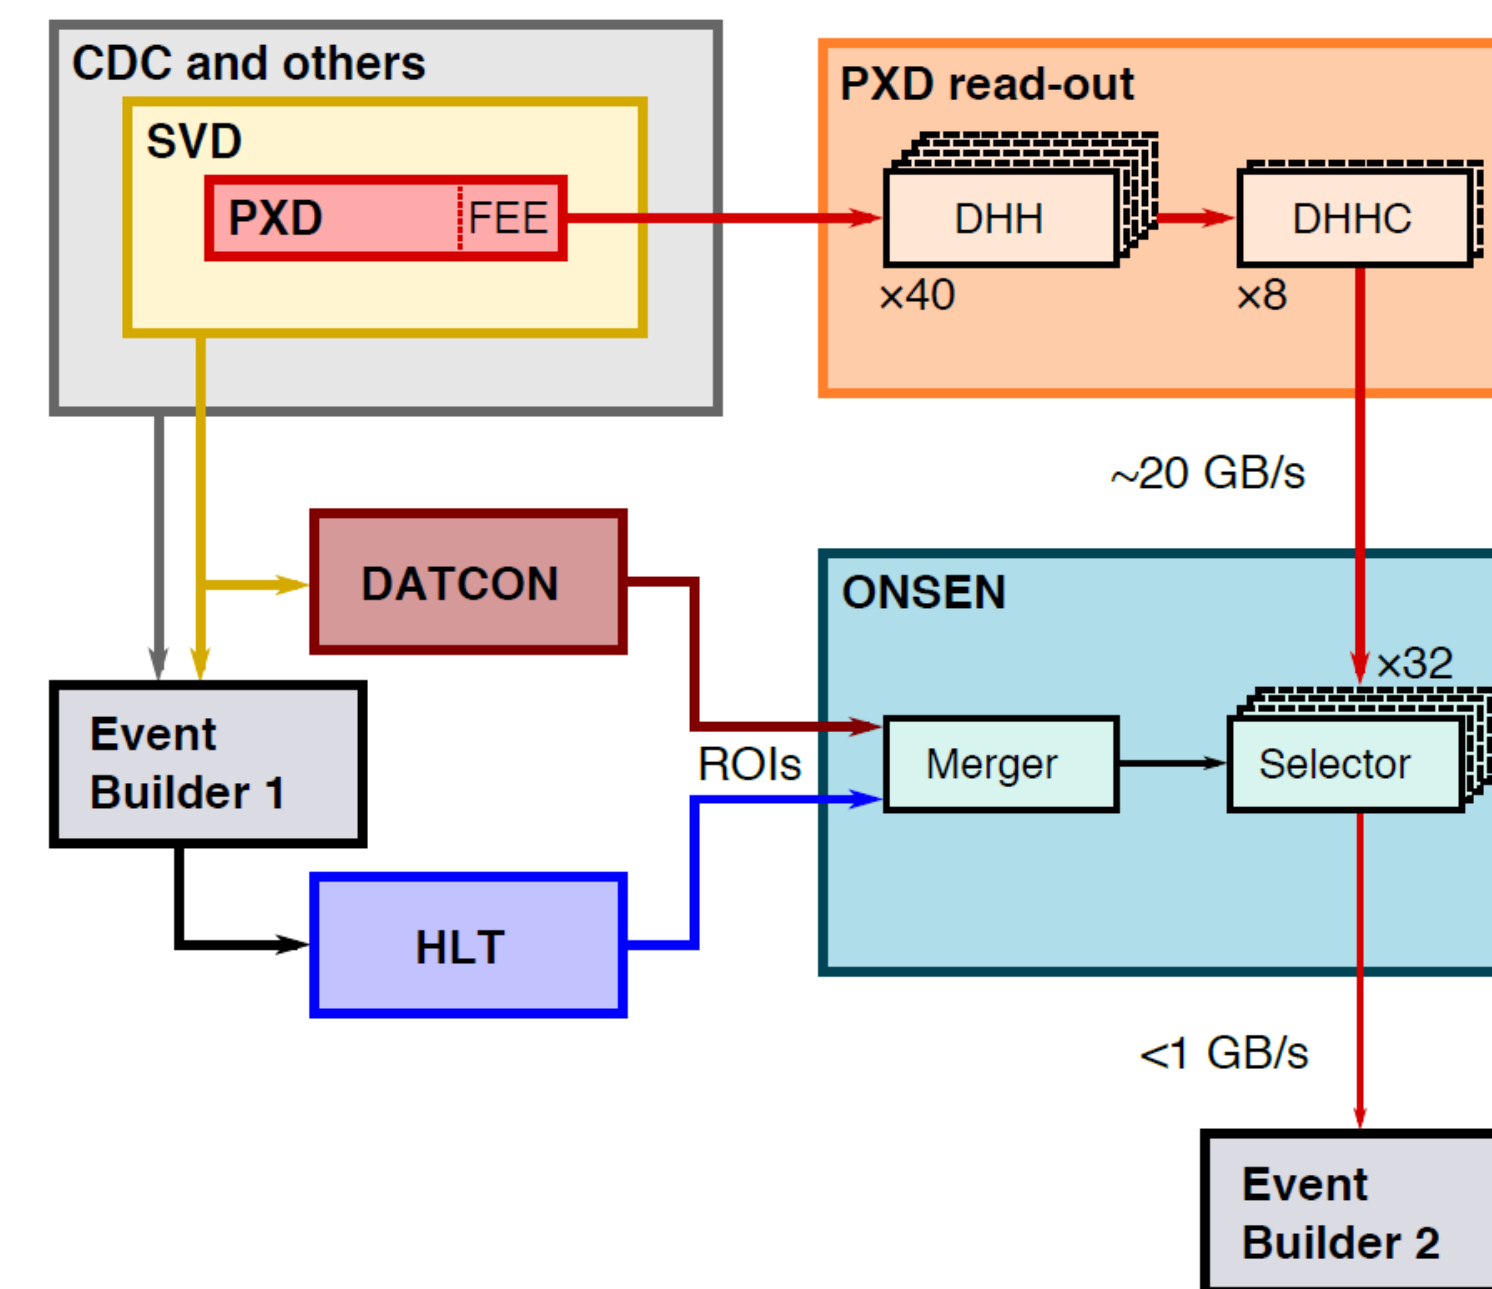 CDC and others
SVD
PXD
FEE
PXD read-out
DHH
×40
DHHC
×8
~20 GB/s
DATCON
ONSEN
×32
Event
Builder 1
ROIs
Merger
Selector
HLT
<1 GB/s
Event
Builder 2